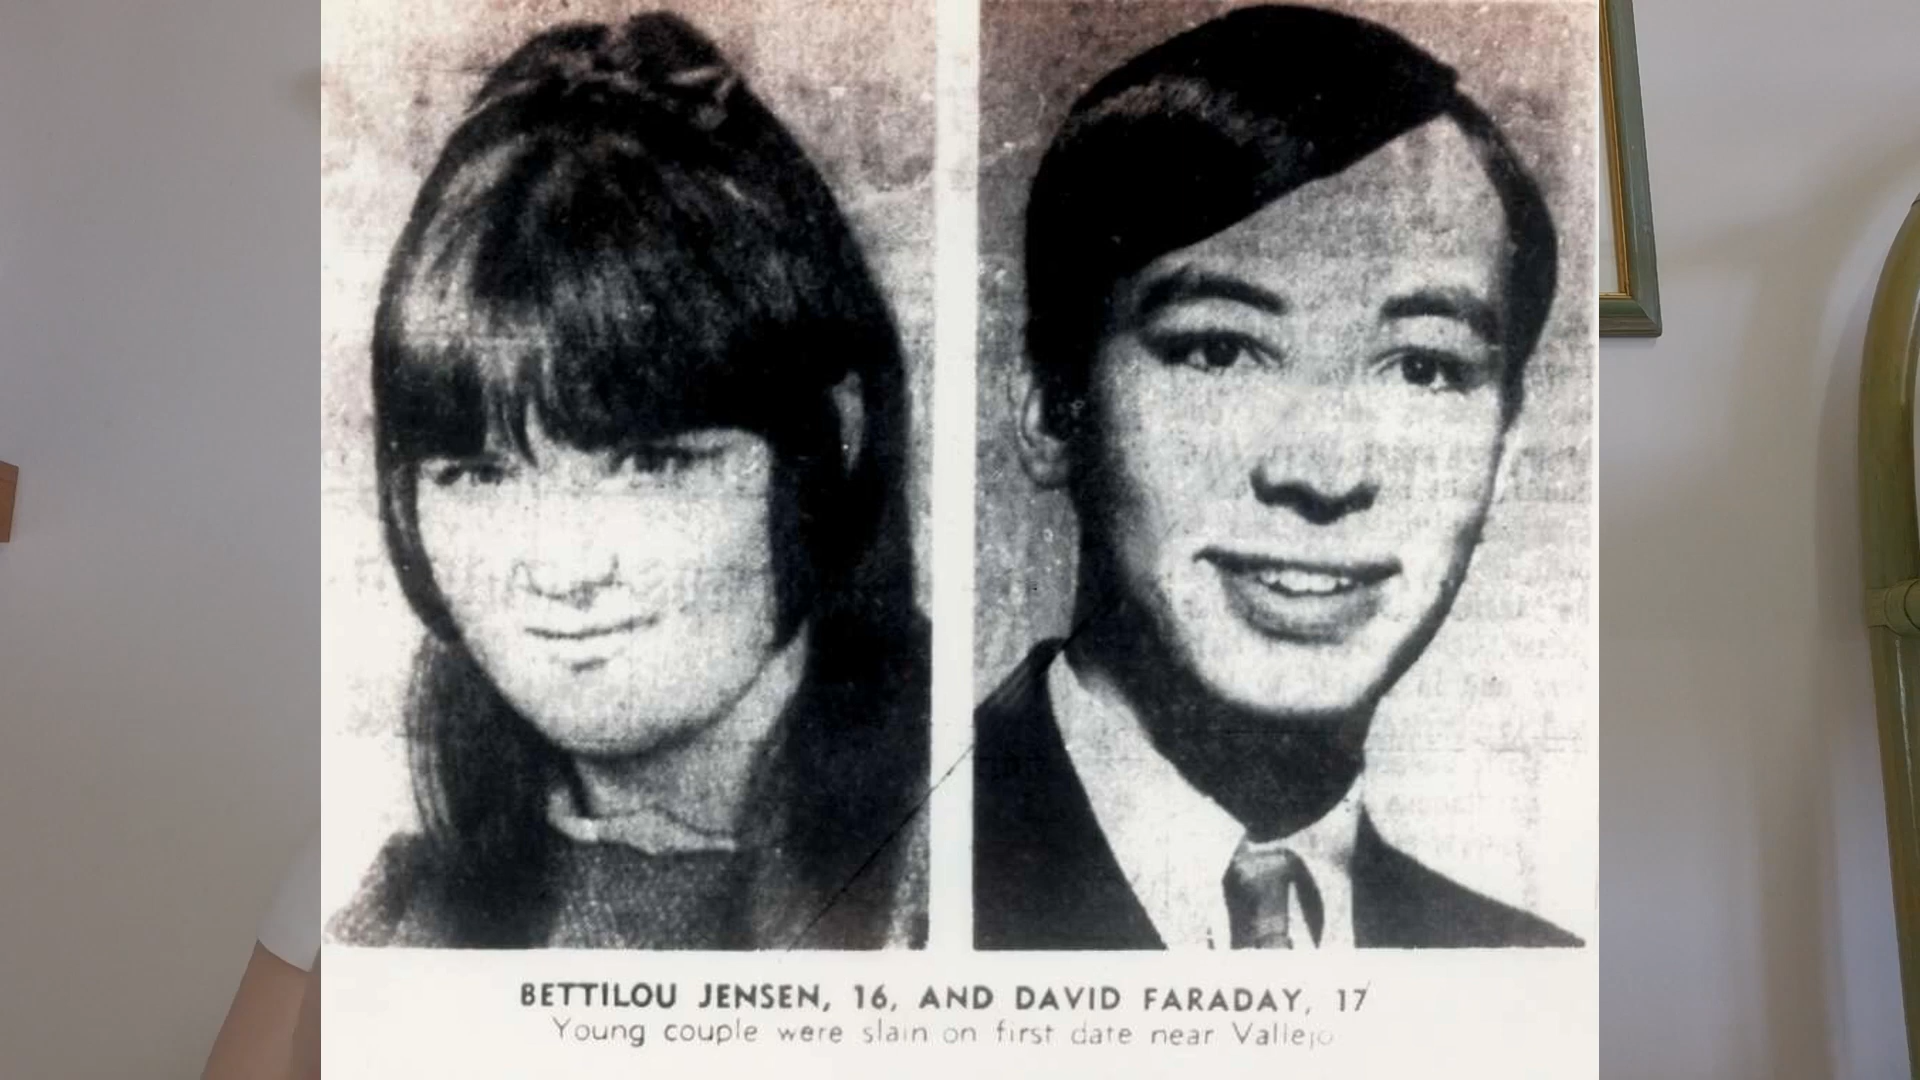 BETTILOU JENSEN, 16, AND DAVID FARADAY, 17
Young couple were slain on first date near Vallejo